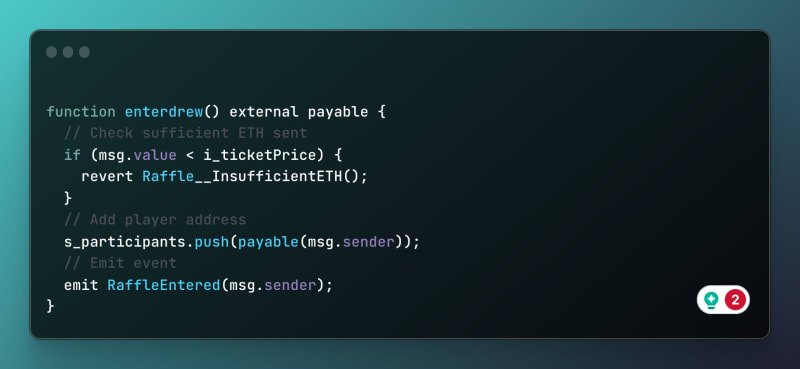 function enterdrew() external payable {
  // Check sufficient ETH sent
  if (msg.value < i_ticketPrice) {
    revert Raffle__InsufficientETH();
  }
  // Add player address
  s_participants.push(payable(msg.sender));
  // Emit event
  emit RaffleEntered(msg.sender);
}
2